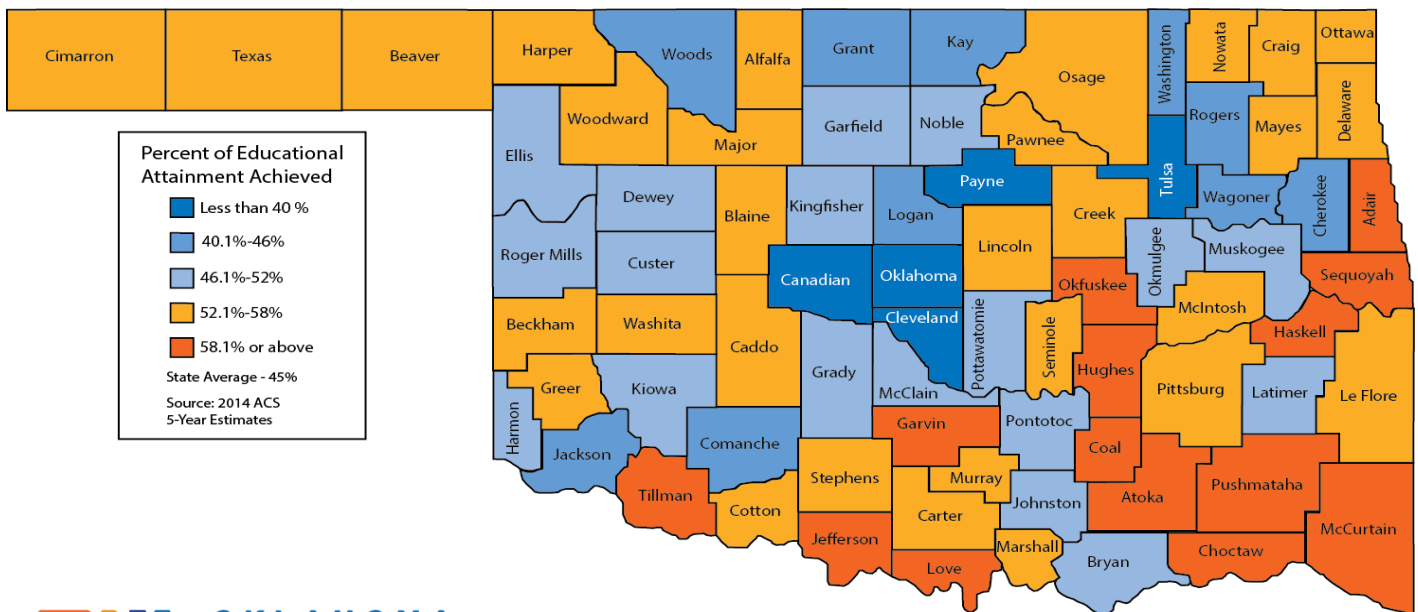 Cimarron
Texas
Beaver
Harper
Woods
Alfalfa
Grant
Kay
Osage
Washington
Nowata
Craig
Ottawa
Woodward
Major
Garfield
Noble
Pawnee
Rogers
Mayes
Delaware
Percent of Educational
Attainment Achieved
Less than 40 %
40.1%-46%
46.1%-52%
52.1%-58%
58.1% or above
State Average - 45%
Source: 2014 ACS
5-Year Estimates
Ellis
Dewey
Blaine
Kingfisher
Logan
Payne
Creek
Tulsa
Wagoner
Cherokee
Adair
Roger Mills
Custer
Canadian
Oklahoma
Lincoln
Okmulgee
Muskogee
Sequoyah
Beckham
Washita
Caddo
Cleveland
Pottawatomie
Seminole
Okfuskee
McIntosh
Haskell
Greer
Kiowa
Grady
McClain
Hughes
Pittsburg
Latimer
Le Flore
Harmon
Jackson
Comanche
Garvin
Pontotoc
Coal
Tillman
Cotton
Stephens
Murray
Johnston
Atoka
Pushmataha
McCurtain
Jefferson
Carter
Love
Marshall
Bryan
Choctaw
OKLAHOMA